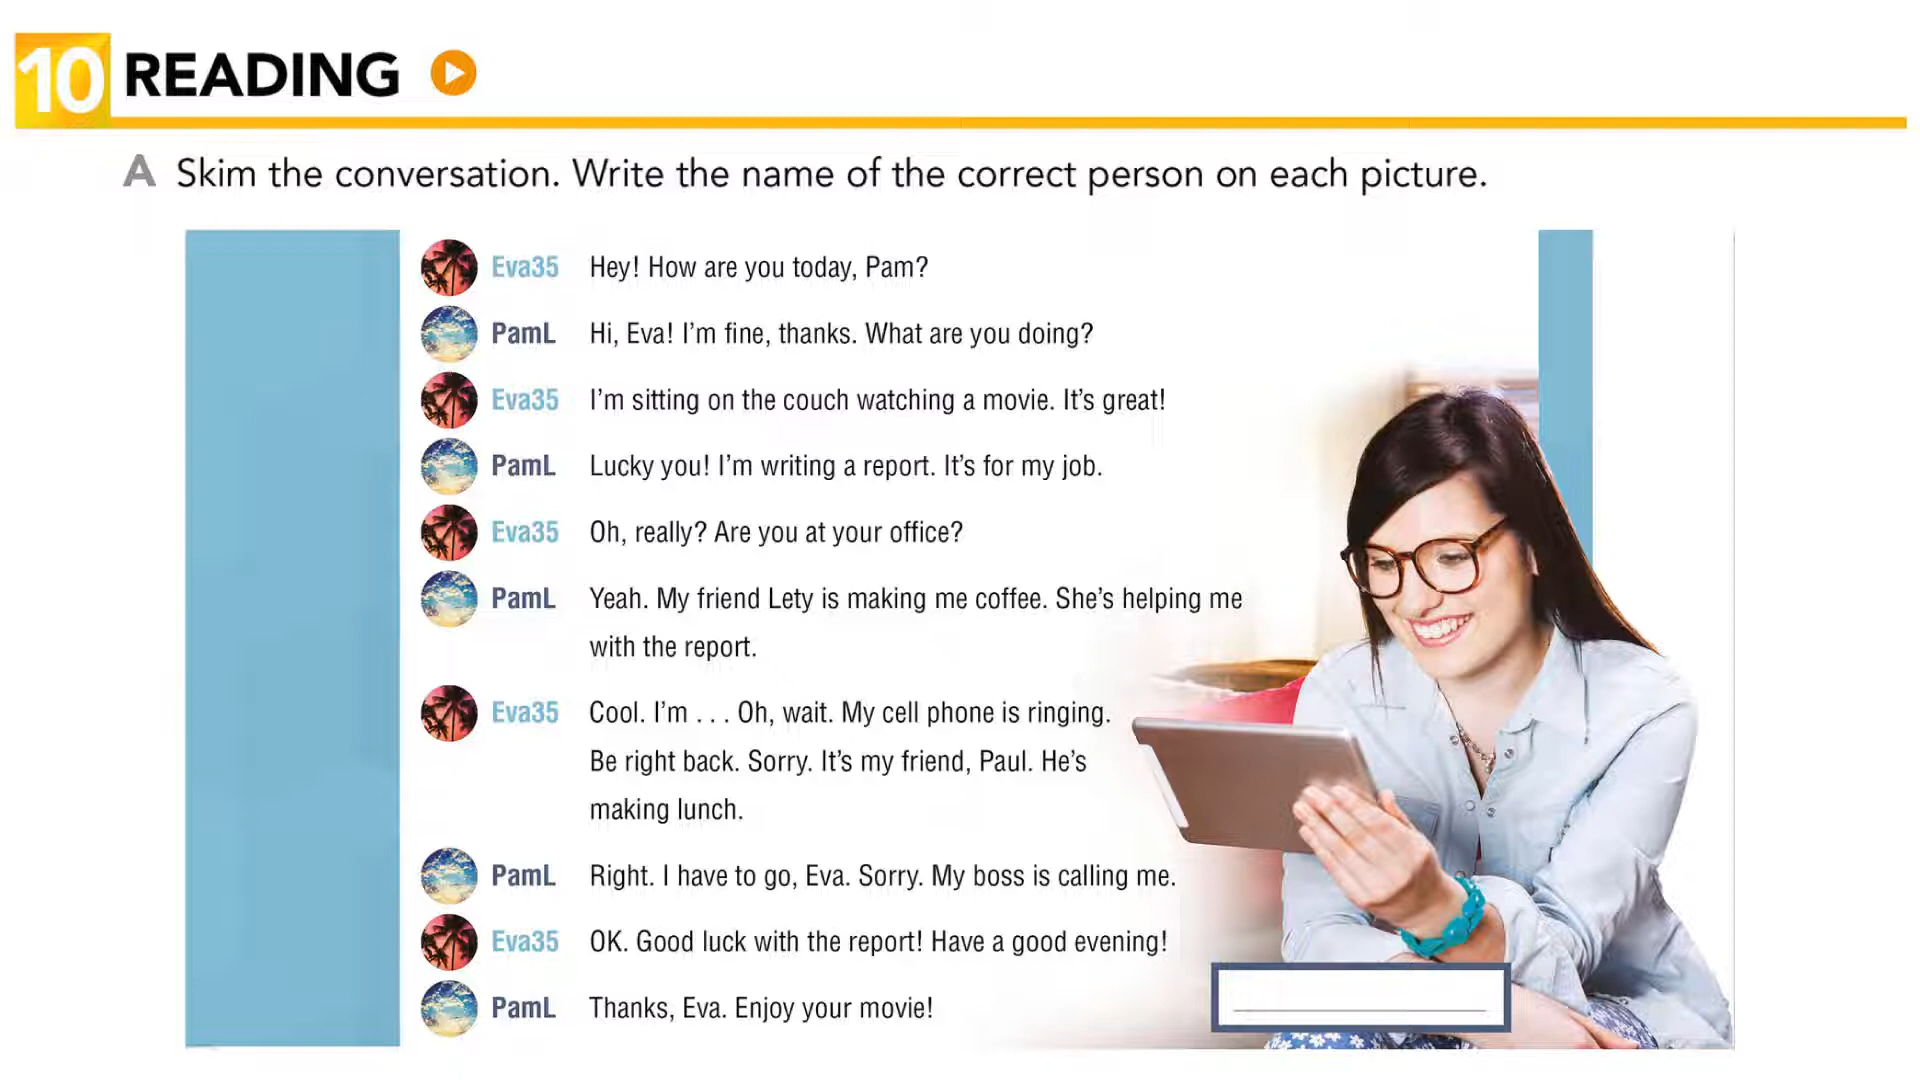 10 READING
A Skim the conversation. Write the name of the correct person on each picture.
Eva35 Hey! How are you today, Pam?
PamL Hi, Eva! I’m fine, thanks. What are you doing?
Eva35 I’m sitting on the couch watching a movie. It’s great!
PamL Lucky you! I’m writing a report. It’s for my job.
Eva35 Oh, really? Are you at your office?
PamL Yeah. My friend Lety is making me coffee. She’s helping me
with the report.
Eva35 Cool. I’m . . . Oh, wait. My cell phone is ringing.
Be right back. Sorry. It’s my friend, Paul. He’s
making lunch.
PamL Right. I have to go, Eva. Sorry. My boss is calling me.
Eva35 OK. Good luck with the report! Have a good evening!
PamL Thanks, Eva. Enjoy your movie!